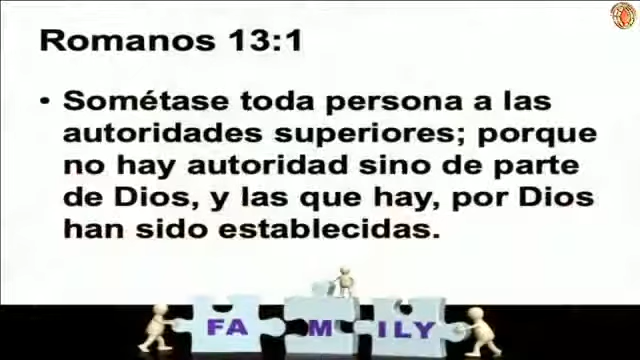 Romanos 13:1
• Sométase toda persona a las
autoridades superiores; porque
no hay autoridad sino de parte
de Dios, y las que hay, por Dios
han sido establecidas.
FA M ILY